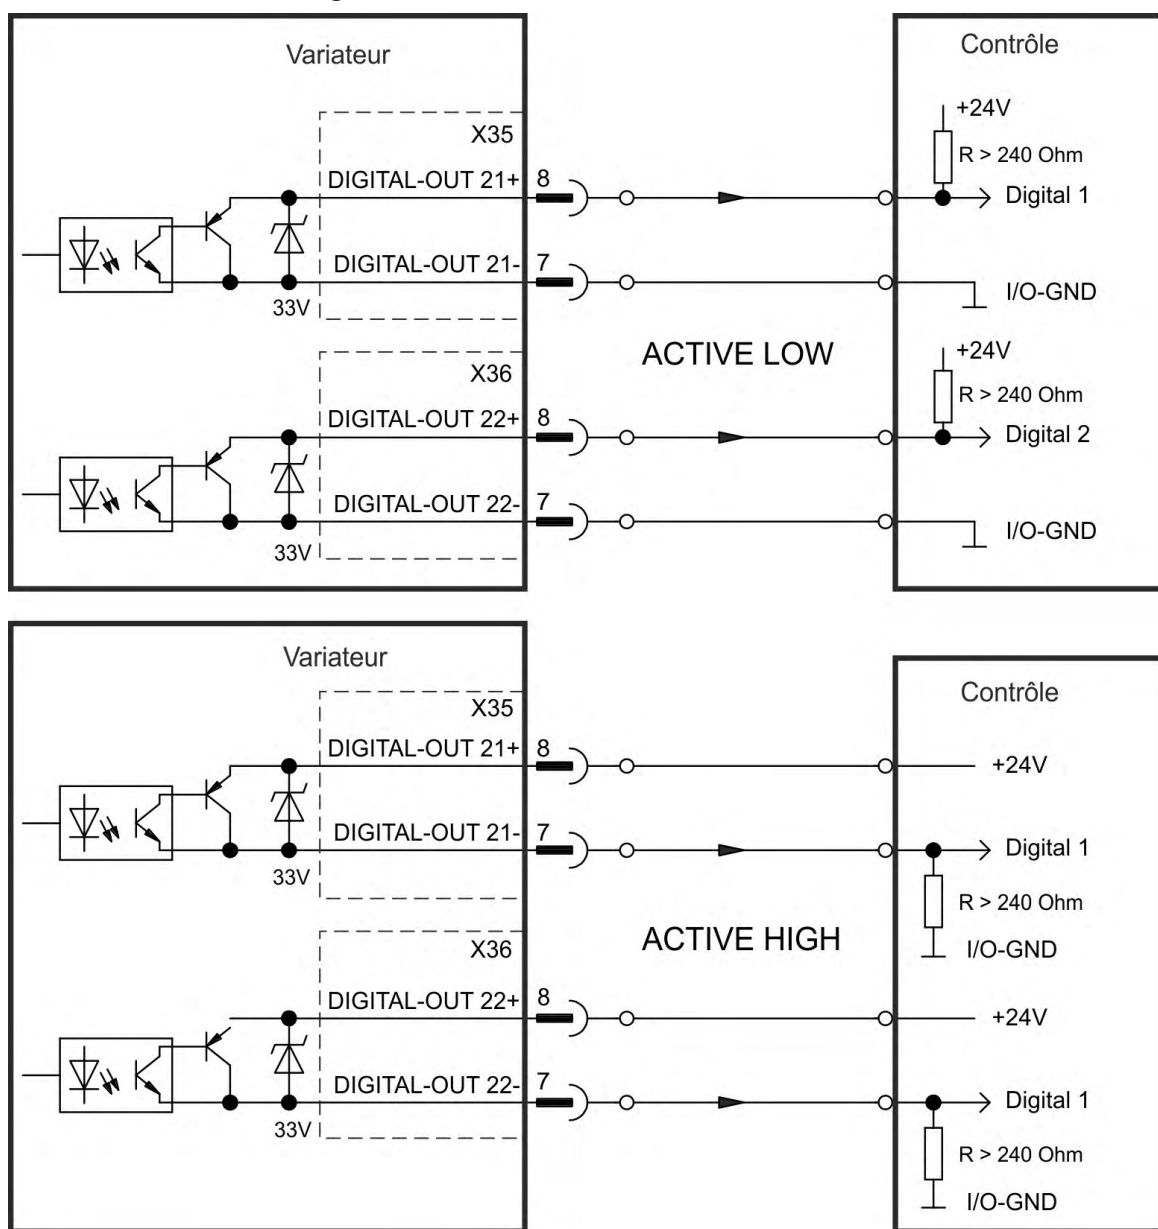 Variateur
Contrôle
+24V
X35
R > 240 Ohm
DIGITAL-OUT 21+
8
Digital 1
DIGITAL-OUT 21-
7
I/O-GND
33V
ACTIVE LOW
+24V
X36
R > 240 Ohm
DIGITAL-OUT 22+
8
Digital 2
DIGITAL-OUT 22-
7
I/O-GND
33V
Variateur
Contrôle
X35
DIGITAL-OUT 21+
8
+24V
DIGITAL-OUT 21-
7
Digital 1
33V
R > 240 Ohm
ACTIVE HIGH
X36
I/O-GND
DIGITAL-OUT 22+
8
+24V
DIGITAL-OUT 22-
7
Digital 1
33V
R > 240 Ohm
I/O-GND